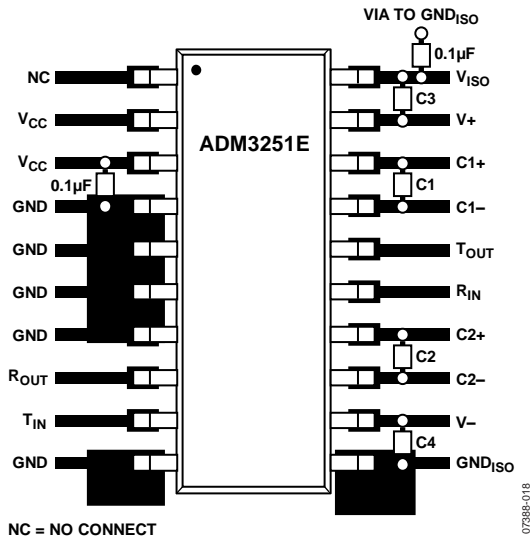 VIA TO GNDISO
0.1µF
NC
VISO
C3
VCC
V+
ADM3251E
VCC
C1+
0.1µF
C1
GND
C1–
GND
TOUT
GND
RIN
GND
C2+
C2
ROUT
C2–
TIN
V–
C4
GND
GNDISO
NC = NO CONNECT
07388-018